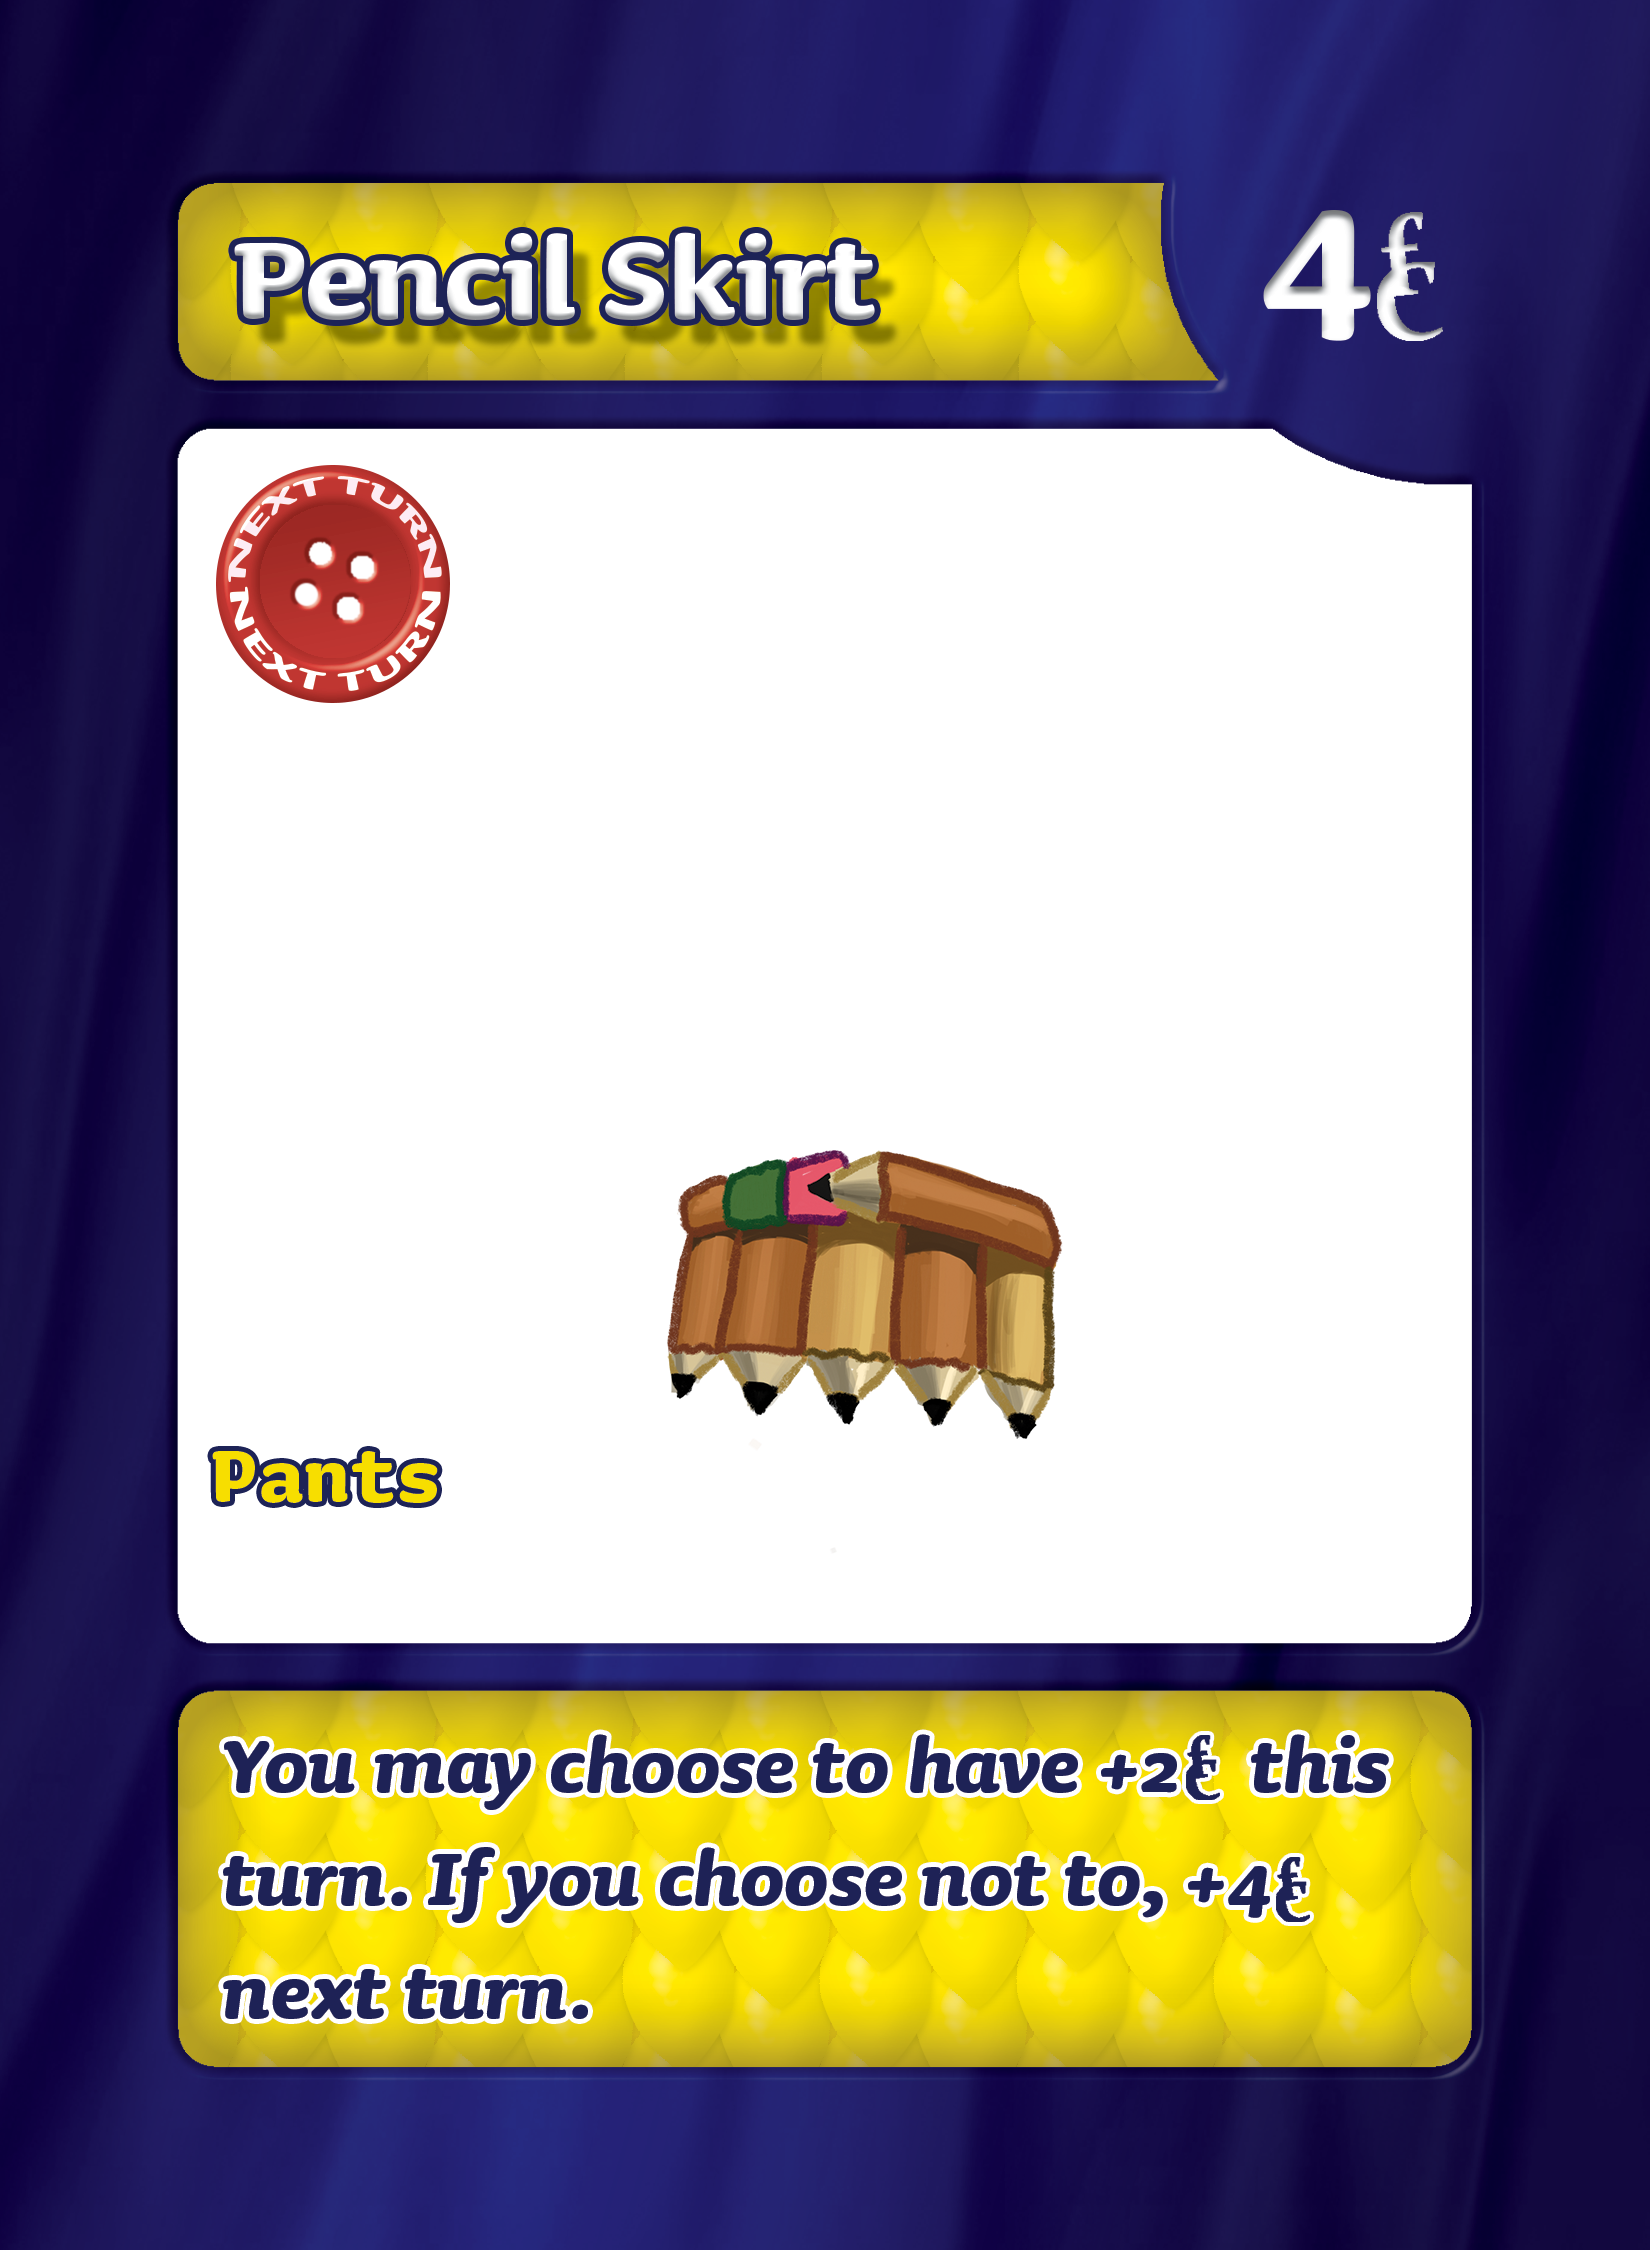 Pencil Skirt
4₠
NEXT TURN
NEXT TURN
Pants
You may choose to have +2₠ this
turn. If you choose not to, +4₠
next turn.